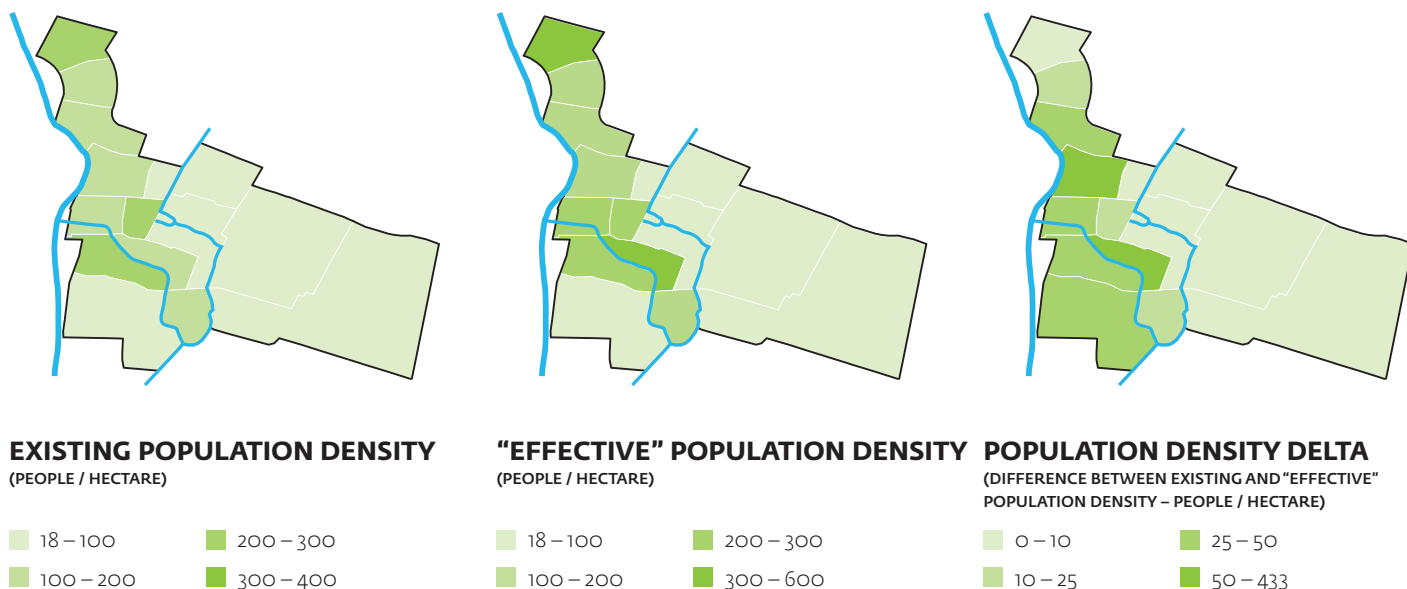 EXISTING POPULATION DENSITY
(PEOPLE / HECTARE)
18 – 100
200 – 300
100 – 200
300 – 400
“EFFECTIVE” POPULATION DENSITY
(PEOPLE / HECTARE)
18 – 100
200 – 300
100 – 200
300 – 600
POPULATION DENSITY DELTA
(DIFFERENCE BETWEEN EXISTING AND “EFFECTIVE”
POPULATION DENSITY – PEOPLE / HECTARE)
0 – 10
25 – 50
10 – 25
50 – 433